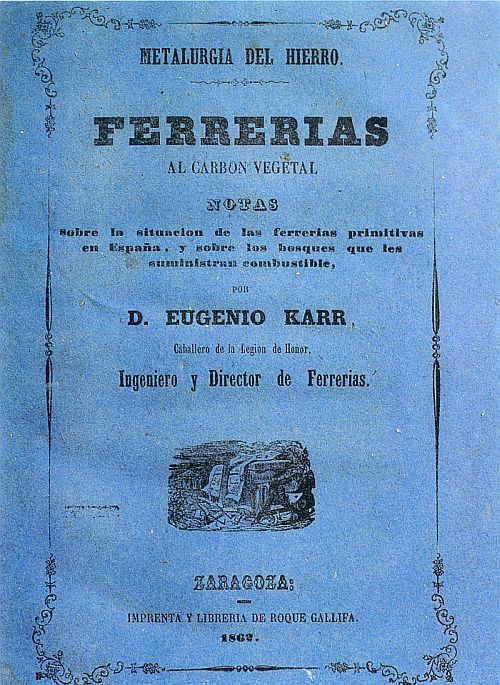 METALURGIA DEL HIERRO.
FERRERIAS
AL CARBON VEGETAL
NOTAS
sobre la situacion de las ferrerias primitivas
en España, y sobre los bosques que les
suministran combustible,
POR
D. EUGENIO KARR,
Caballero de la Legion de Honor,
Ingeniero y Director de Ferrerias.
ZARAGOZA:
IMPRENTA Y LIBRERIA DE ROQUE GALLIFA.
1862.